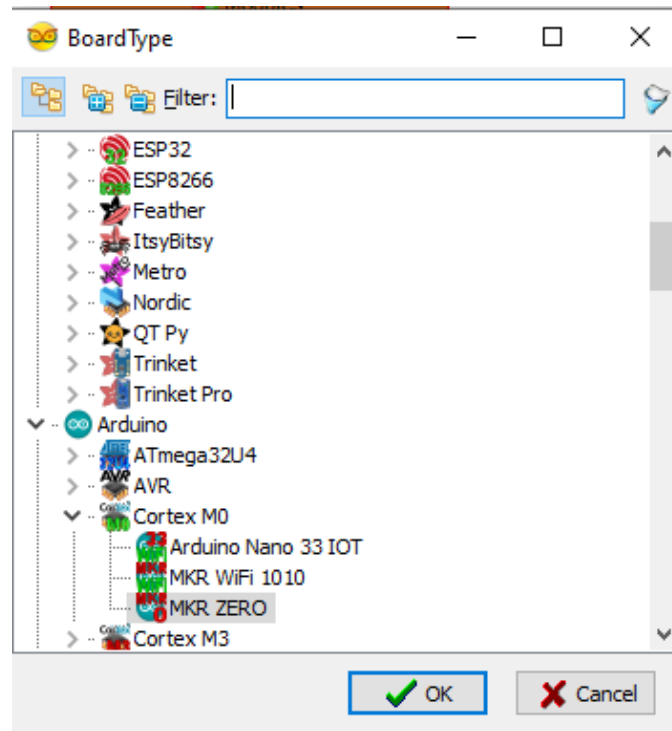 BoardType
Filter:
ESP32
ESP8266
Feather
ItsyBitsy
Metro
Nordic
QT Py
Trinket
Trinket Pro
Arduino
ATmega32U4
AVR
Cortex M0
Arduino Nano 33 IOT
MKR WiFi 1010
MKR ZERO
Cortex M3
OK Cancel